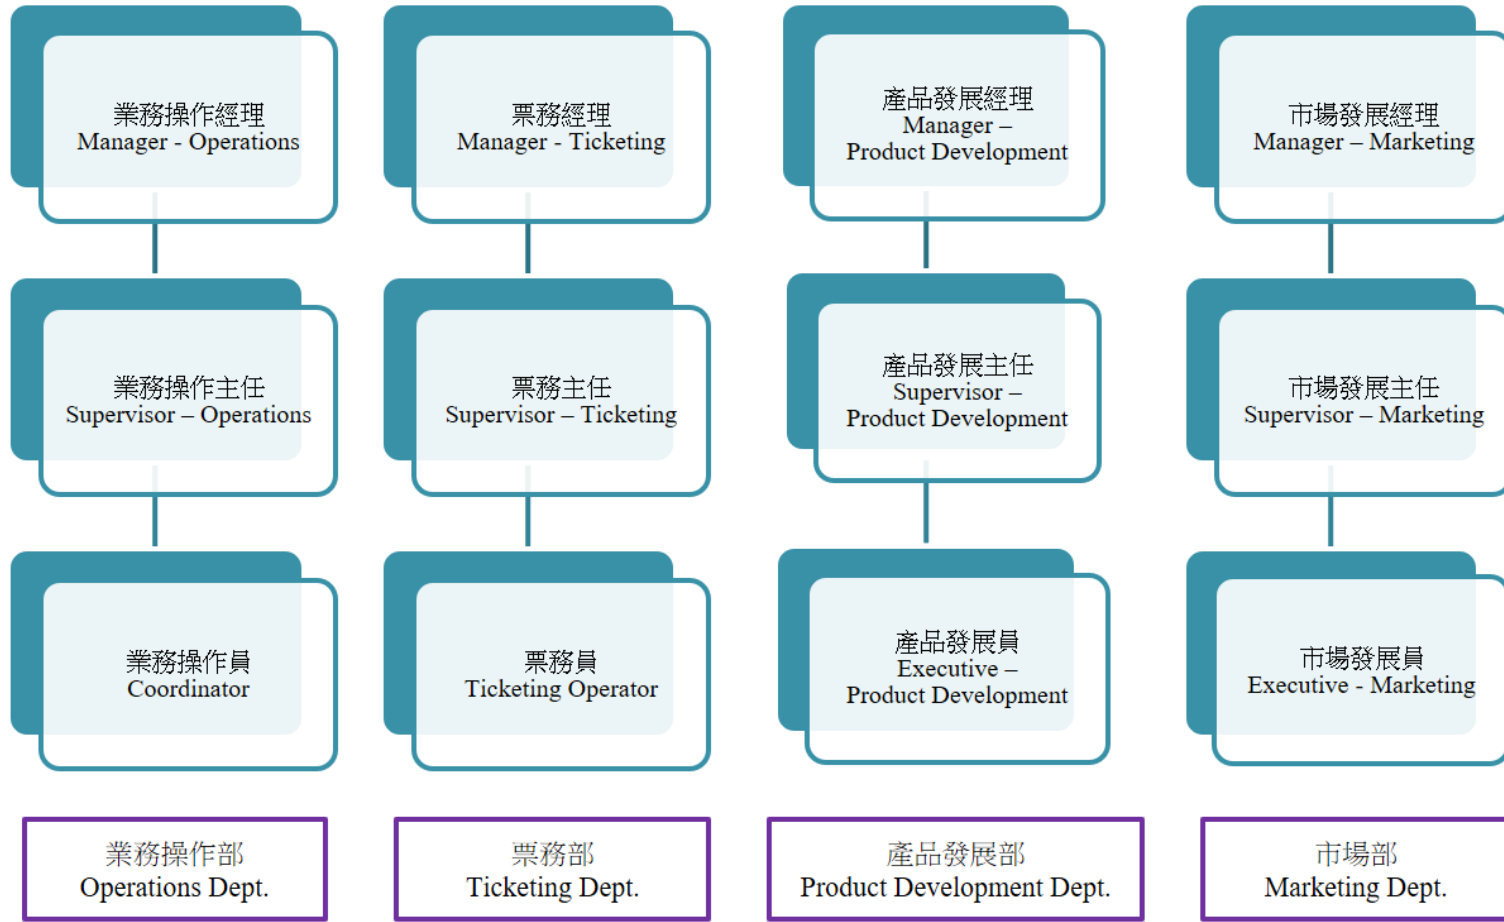 業務操作經理
Manager - Operations
票務經理
Manager - Ticketing
產品發展經理
Manager –
Product Development
市場發展經理
Manager – Marketing
業務操作主任
Supervisor – Operations
票務主任
Supervisor – Ticketing
產品發展主任
Supervisor –
Product Development
市場發展主任
Supervisor – Marketing
業務操作員
Coordinator
票務員
Ticketing Operator
產品發展員
Executive –
Product Development
市場發展員
Executive - Marketing
業務操作部
Operations Dept.
票務部
Ticketing Dept.
產品發展部
Product Development Dept.
市場部
Marketing Dept.